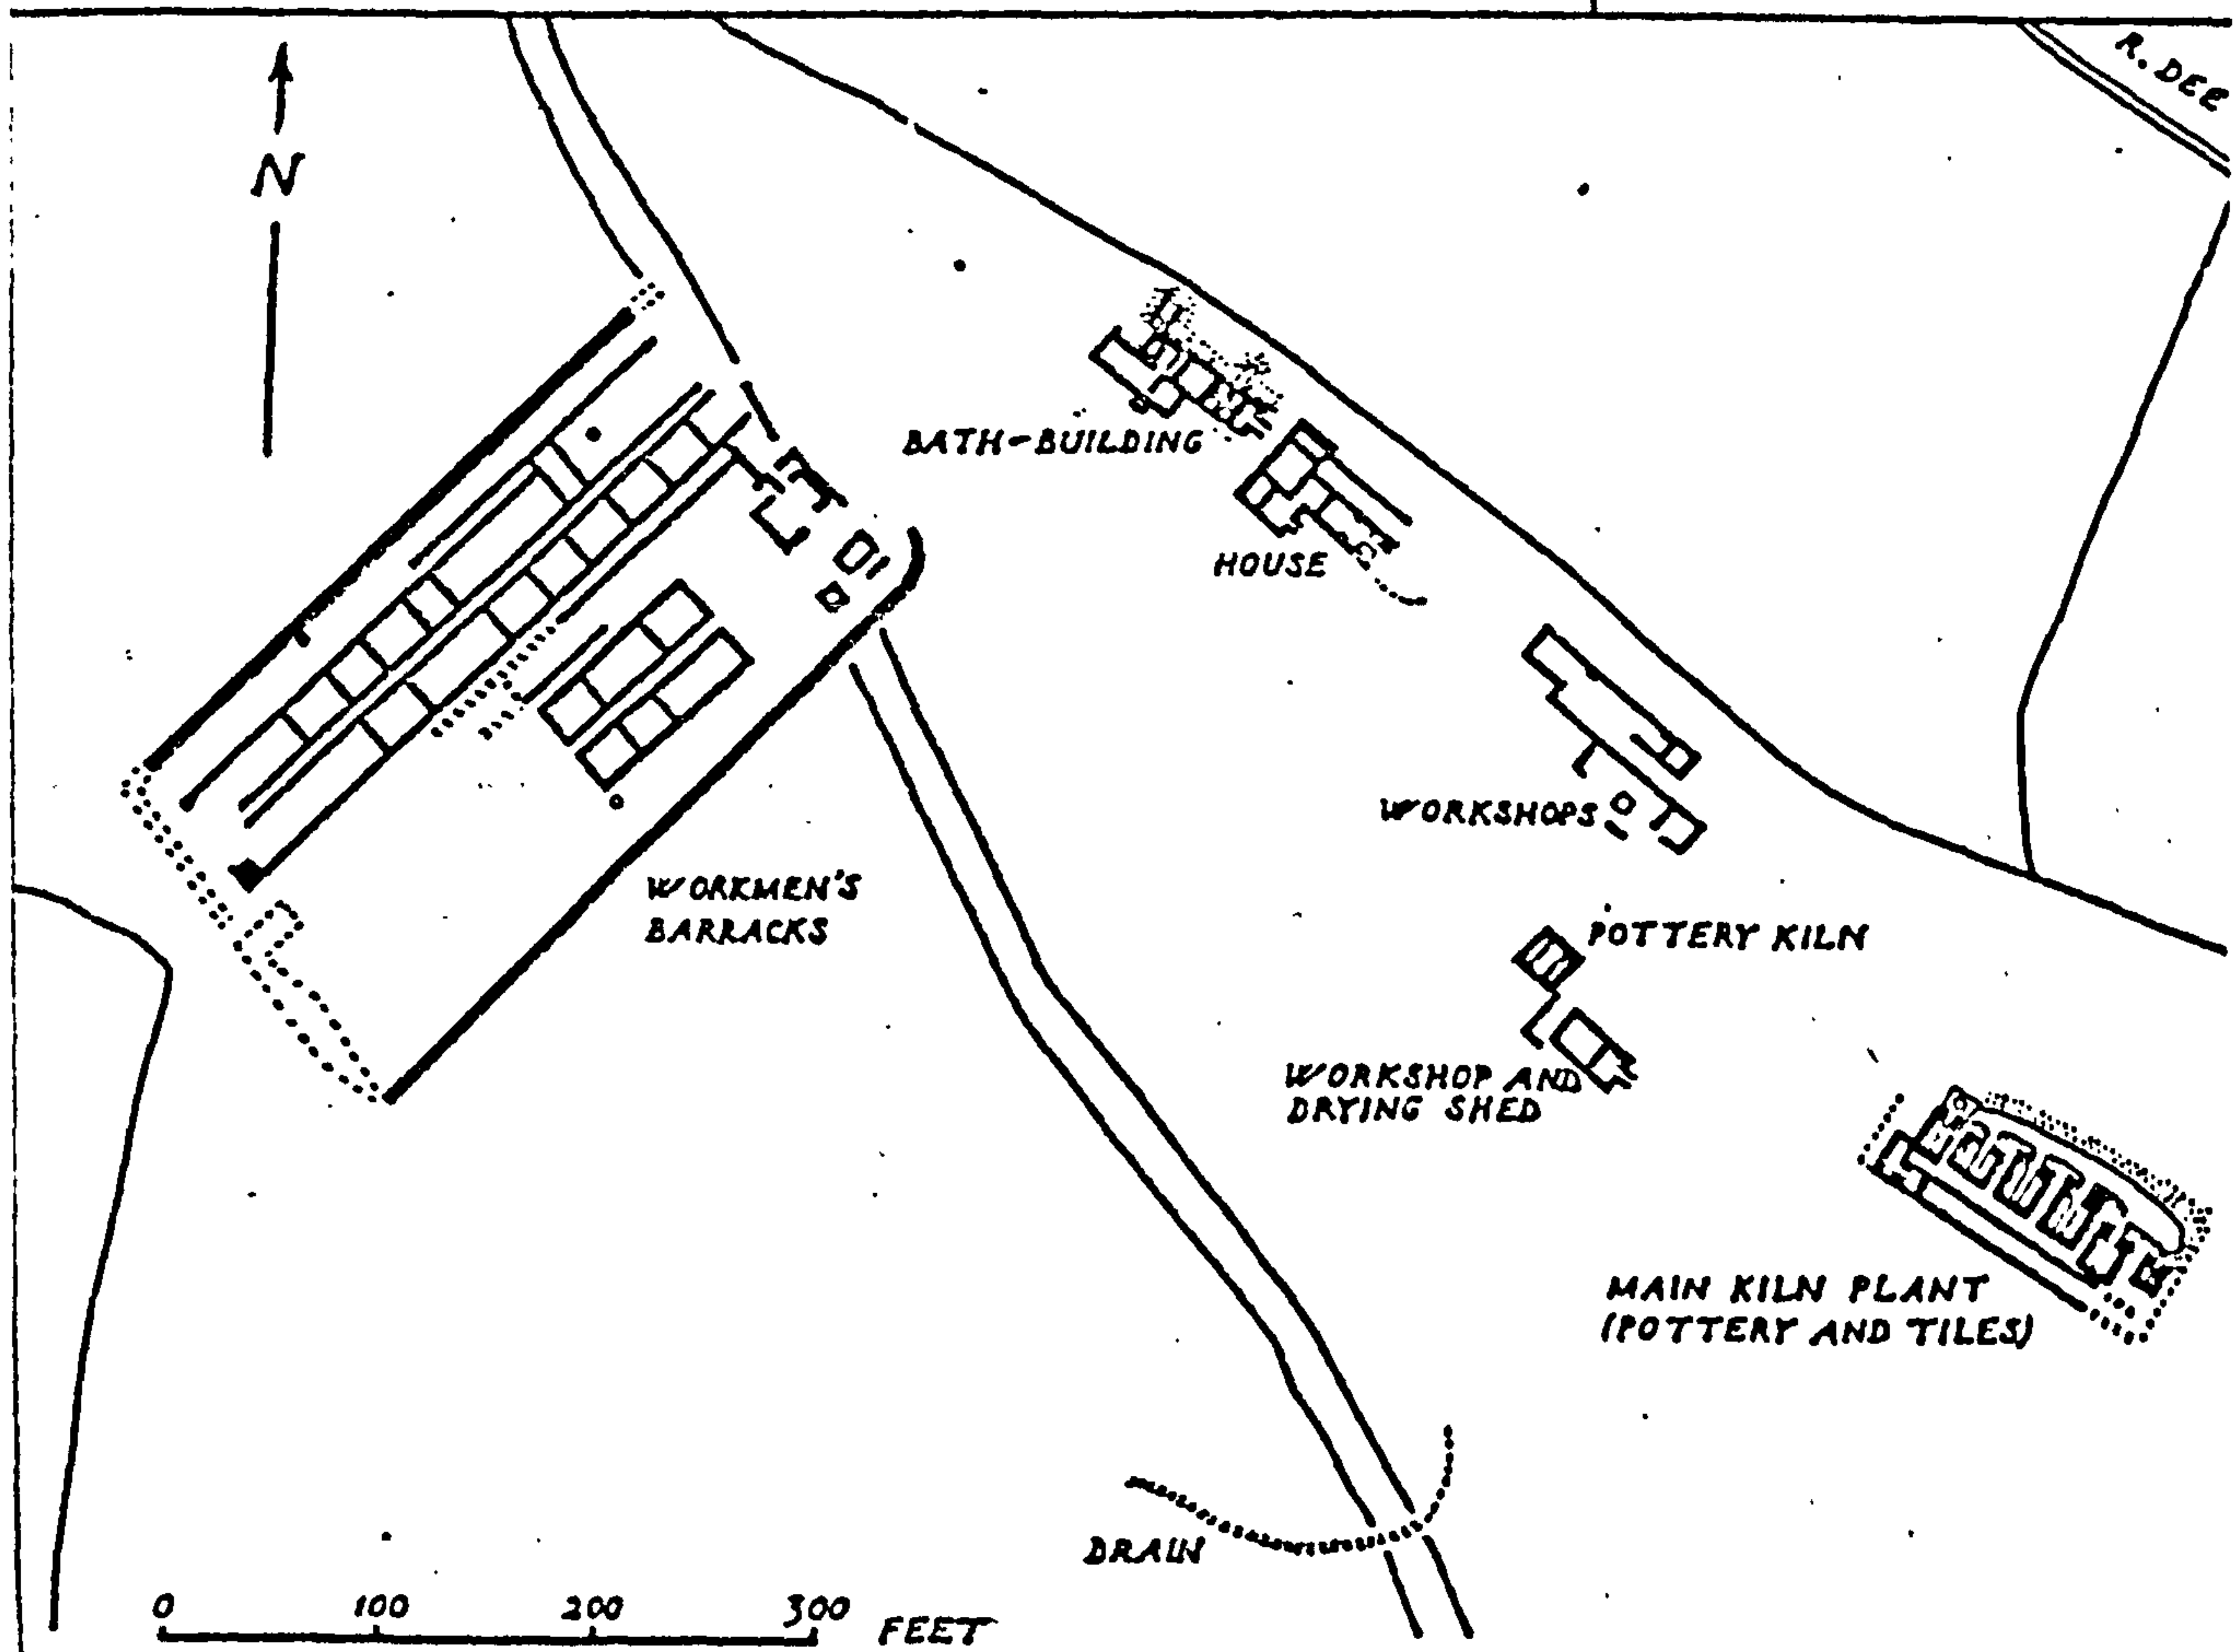 R. DEE
N
BATH-BUILDING
HOUSE
WORKSHOPS
WORKMEN'S
BARRACKS
POTTERY KILN
WORKSHOP AND
DRYING SHED
MAIN KILN PLANT
(POTTERY AND TILES)
DRAIN
0 100 200 300 FEET